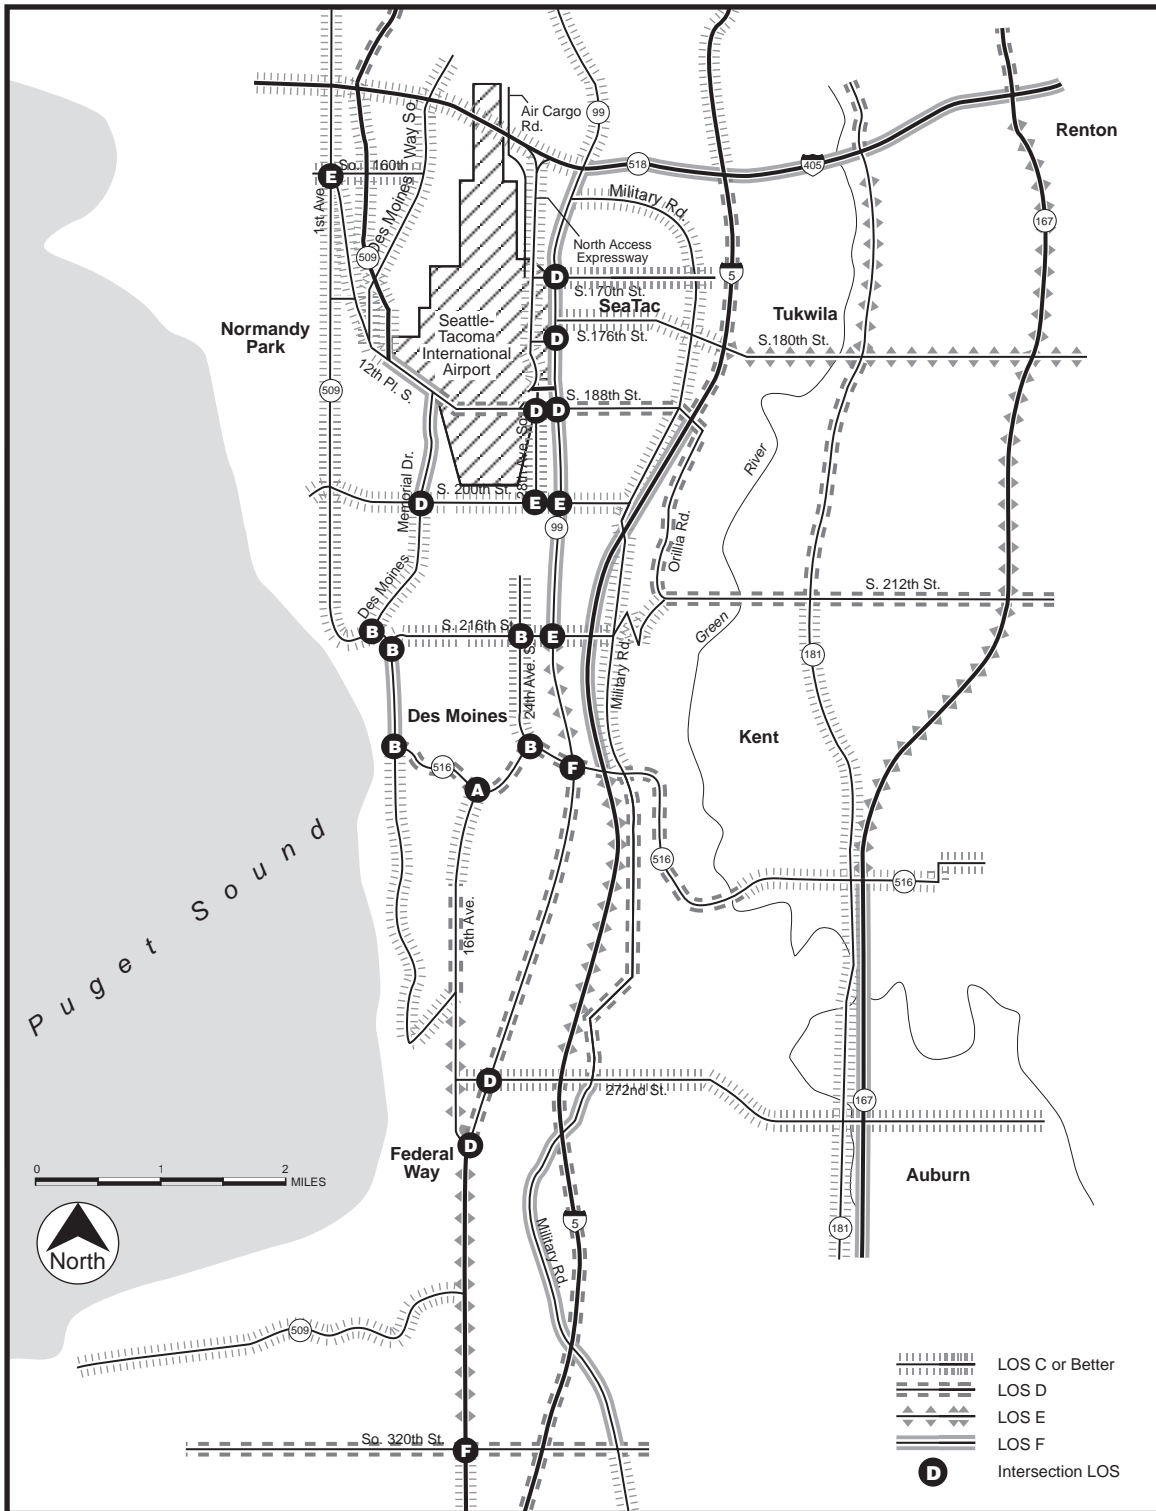 99
Air Cargo
Rd.
Renton
518
405
So. 160th
E
Des Moines Way So.
1st Ave
Military Rd.
167
509
North Access
Expressway
D
S.170th St.
5
SeaTac
Tukwila
Normandy
Park
Seattle-
Tacoma
International
Airport
D
S.176th St.
S.180th St.
12th Pl. S.
509
S. 188th St.
D
D
28th Ave. So.
River
Memorial Dr.
S. 200th St.
D
E
E
99
Orillia Rd.
Des Moines
S. 212th St.
Green
B
S. 216th St.
B
E
B
24th Ave. S.
Military Rd.
181
Des Moines
Kent
B
516
B
F
A
516
516
Puget Sound
16th Ave.
D
272nd St.
167
D
Federal
Way
Auburn
0 1 2
MILES
North
5
181
Military Rd.
509
So. 320th St.
F
LOS C or Better
LOS D
LOS E
LOS F
D
Intersection LOS